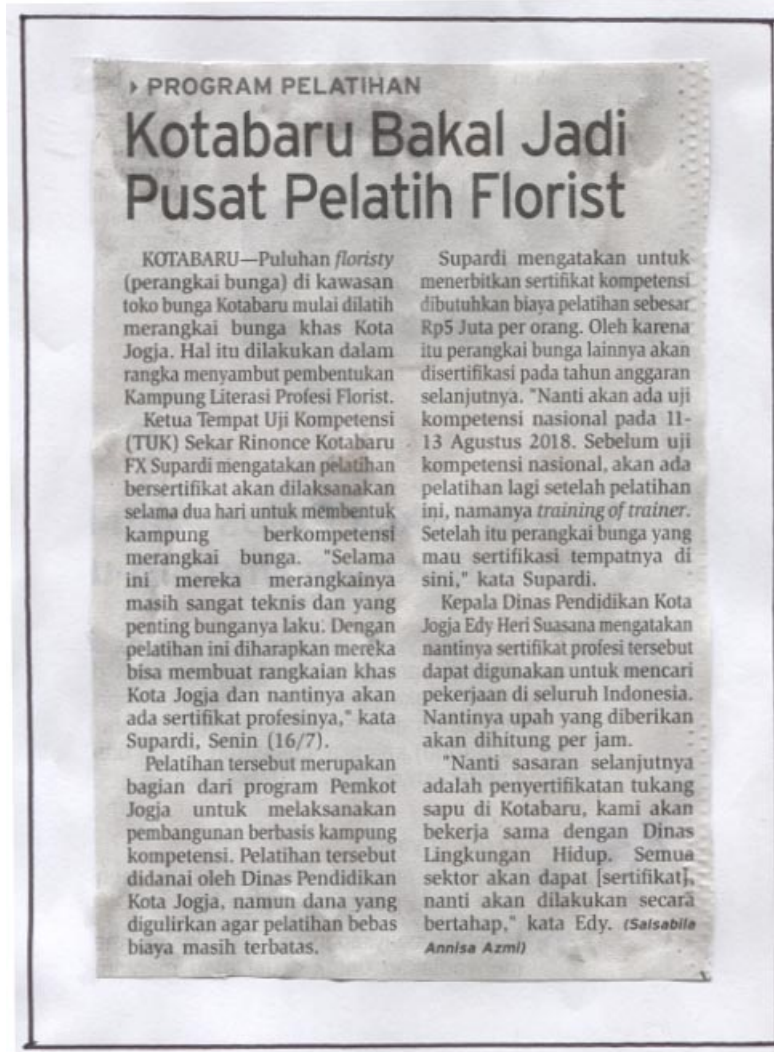 PROGRAM PELATIHAN
Kotabaru Bakal Jadi
Pusat Pelatih Florist
KOTABARU—Puluhan floristy
(perangkai bunga) di kawasan
toko bunga Kotabaru mulai dilatih
merangkai bunga khas Kota
Jogja. Hal itu dilakukan dalam
rangka menyambut pembentukan
Kampung Literasi Profesi Florist.
Ketua Tempat Uji Kompetensi
(TUK) Sekar Rinonce Kotabaru
FX Supardi mengatakan pelatihan
bersertifikat akan dilaksanakan
selama dua hari untuk membentuk
kampung berkompetensi
merangkai bunga. "Selama
ini mereka merangkainya
masih sangat teknis dan yang
penting bunganya laku. Dengan
pelatihan ini diharapkan mereka
bisa membuat rangkaian khas
Kota Jogja dan nantinya akan
ada sertifikat profesinya," kata
Supardi, Senin (16/7).
Pelatihan tersebut merupakan
bagian dari program Pemkot
Jogja untuk melaksanakan
pembangunan berbasis kampung
kompetensi. Pelatihan tersebut
didanai oleh Dinas Pendidikan
Kota Jogja, namun dana yang
digulirkan agar pelatihan bebas
biaya masih terbatas.
Supardi mengatakan untuk
menerbitkan sertifikat kompetensi
dibutuhkan biaya pelatihan sebesar
Rp5 Juta per orang. Oleh karena
itu perangkai bunga lainnya akan
disertifikasi pada tahun anggaran
selanjutnya. "Nanti akan ada uji
kompetensi nasional pada 11-
13 Agustus 2018. Sebelum uji
kompetensi nasional, akan ada
pelatihan lagi setelah pelatihan
ini, namanya training of trainer.
Setelah itu perangkai bunga yang
mau sertifikasi tempatnya di
sini," kata Supardi.
Kepala Dinas Pendidikan Kota
Jogja Edy Heri Suasana mengatakan
nantinya sertifikat profesi tersebut
dapat digunakan untuk mencari
pekerjaan di seluruh Indonesia.
Nantinya upah yang diberikan
akan dihitung per jam.
"Nanti sasaran selanjutnya
adalah penyertifikatan tukang
sapu di Kotabaru, kami akan
bekerja sama dengan Dinas
Lingkungan Hidup. Semua
sektor akan dapat [sertifikat],
nanti akan dilakukan secara
bertahap," kata Edy. (Salsabila
Annisa Azmi)